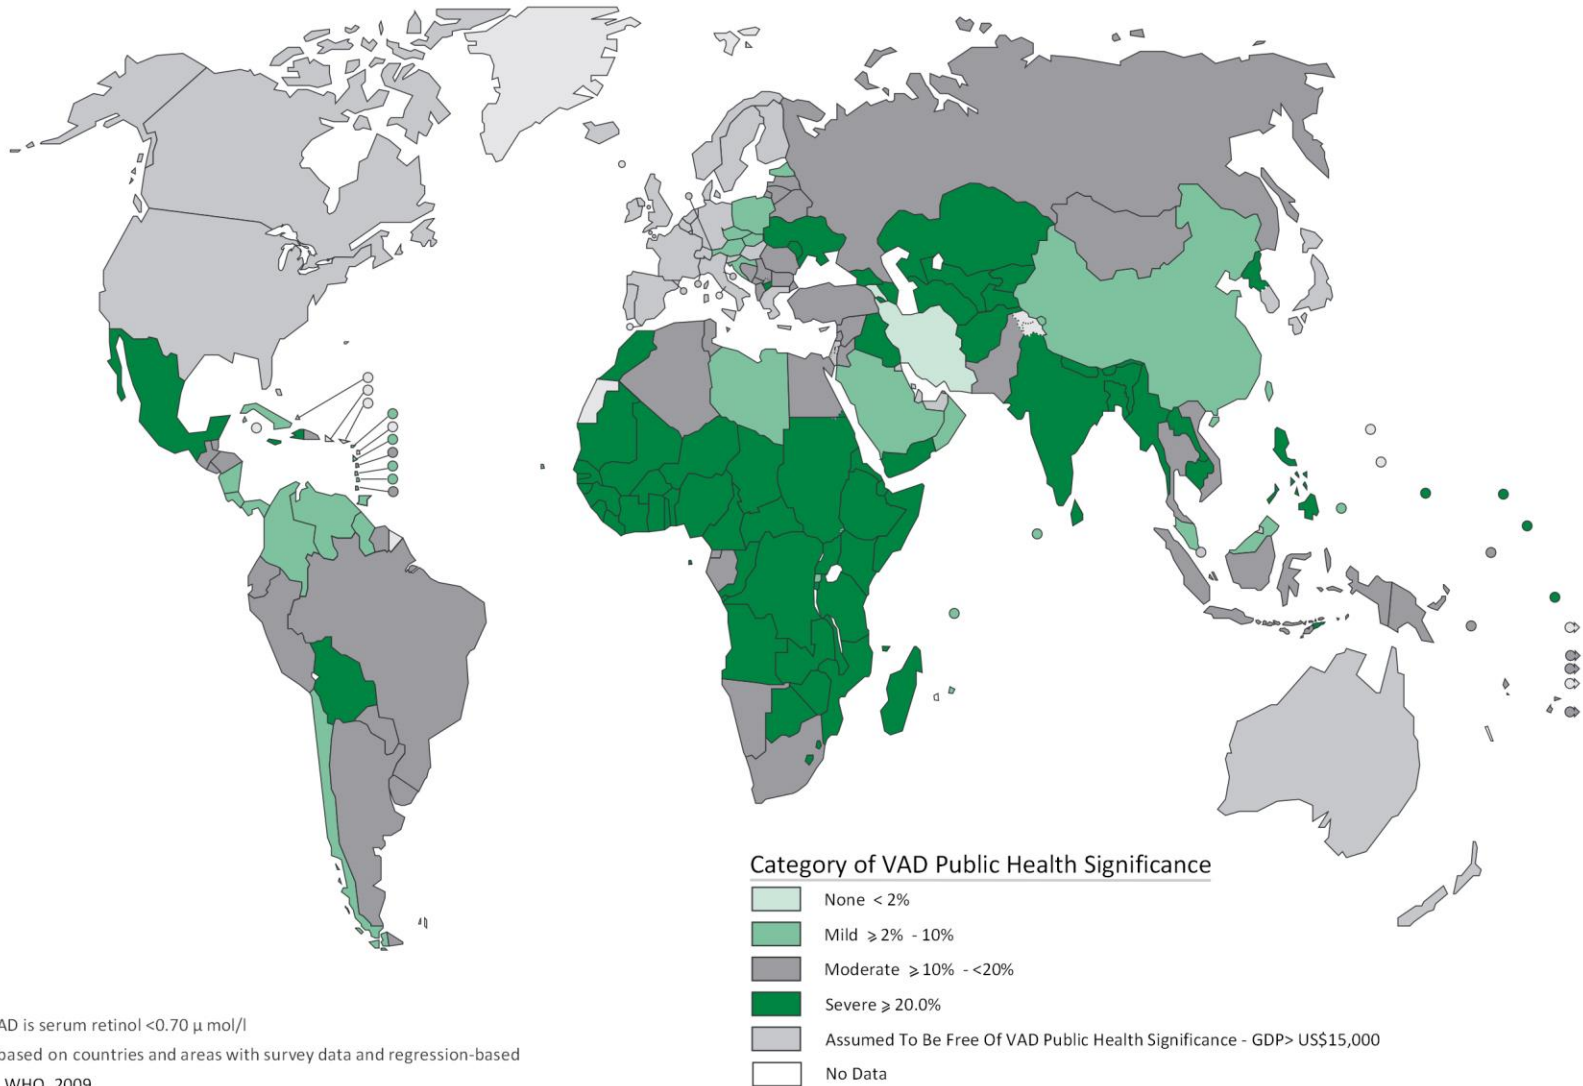 Category of VAD Public Health Significance
None < 2%
Mild ⩾2% - 10%
Moderate ⩾10% - <20%
Severe ⩾ 20.0%
Assumed To Be Free Of VAD Public Health Significance - GDP> US$15,000
No Data
AD is serum retinol <0.70 µ mol/l
based on countries and areas with survey data and regression-based
WHO, 2009